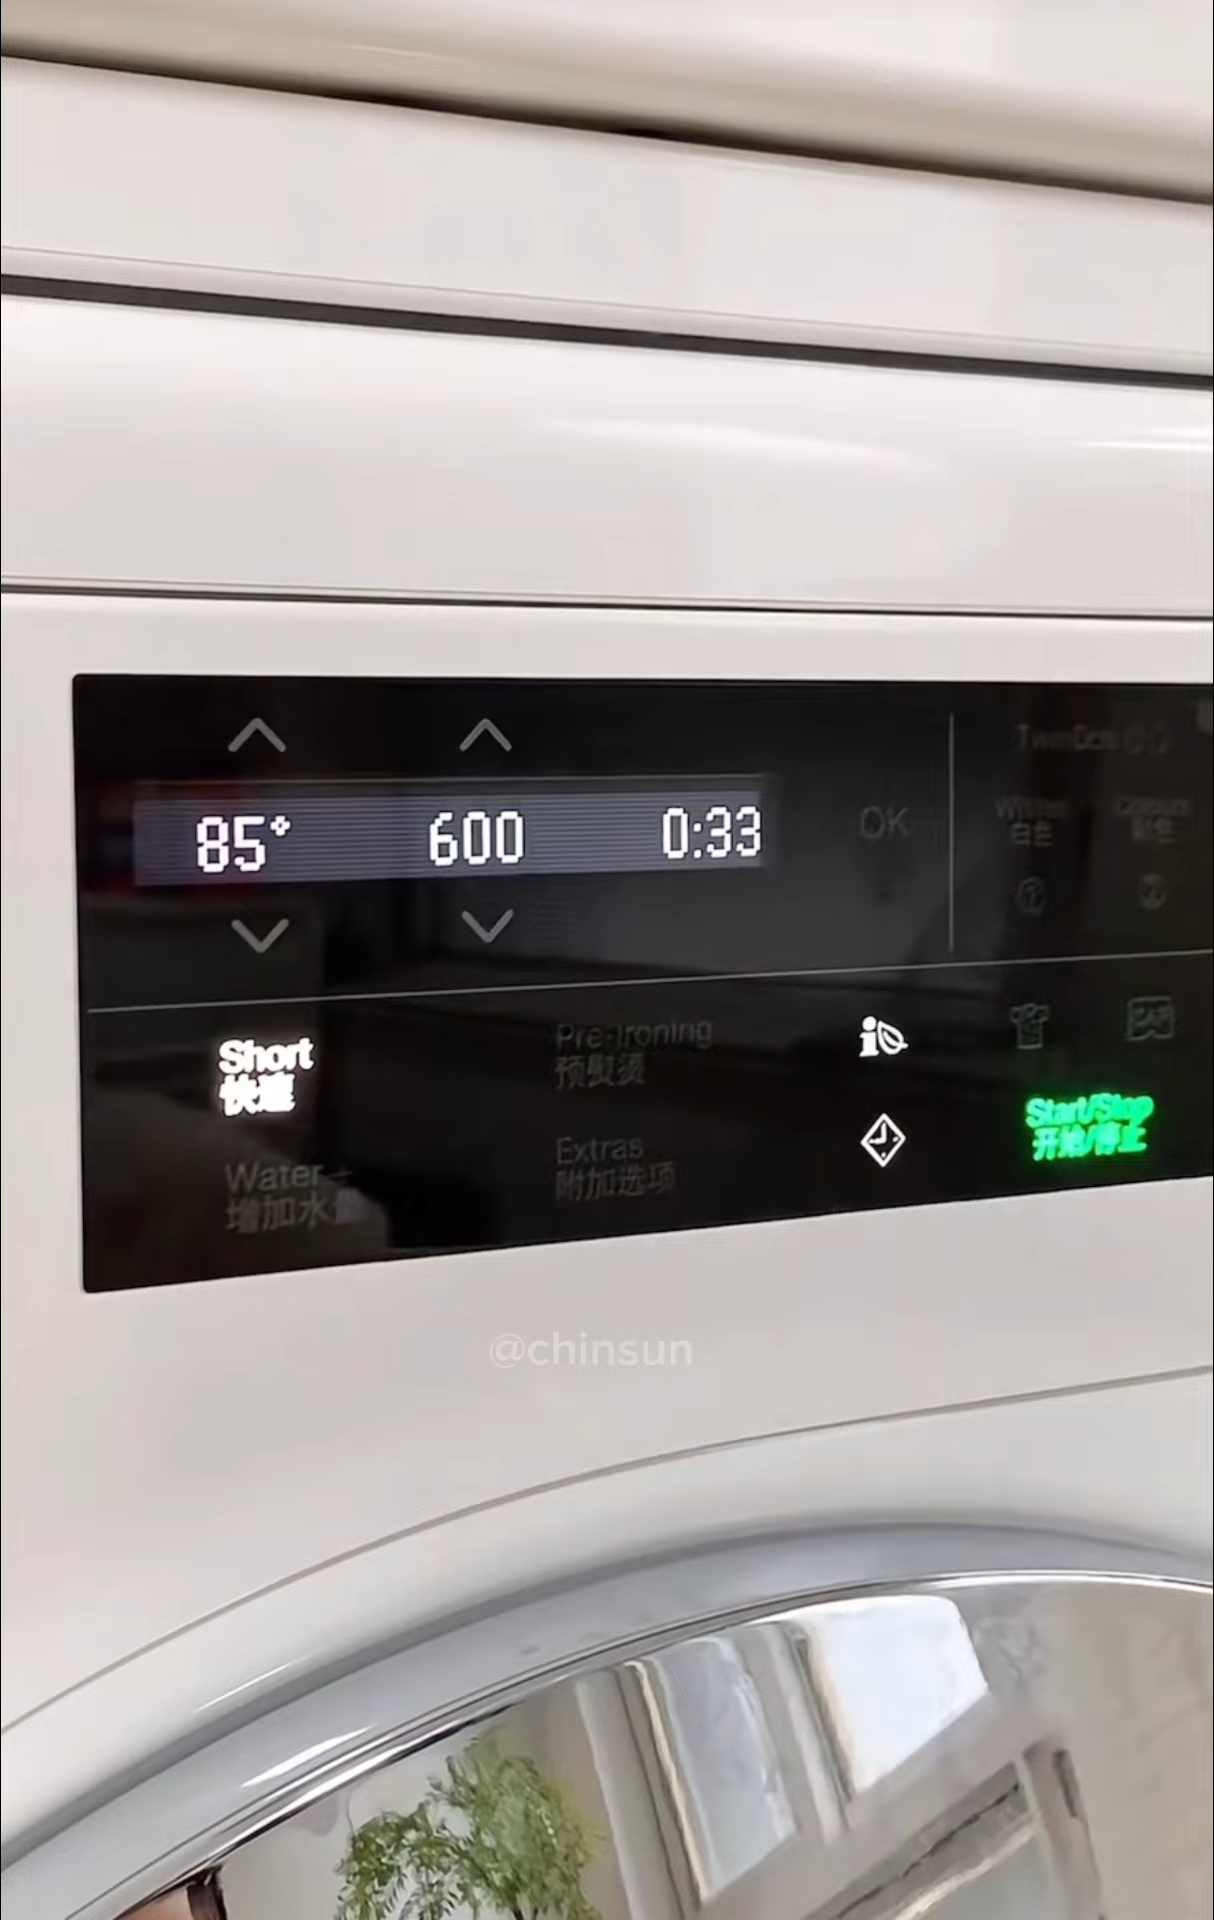 TwinDos
85° 600 0:33
OK
Whites
白色
Colours
彩色
Short
快速
Pre-Ironing
预熨烫
Water +
增加水量
Extras
附加选项
Start/Stop
开始/停止
@chinsun